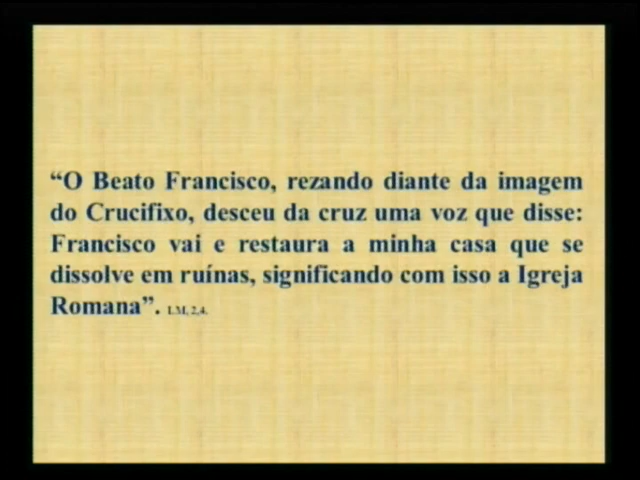 “O Beato Francisco, rezando diante da imagem
do Crucifixo, desceu da cruz uma voz que disse:
Francisco vai e restaura a minha casa que se
dissolve em ruínas, significando com isso a Igreja
Romana”. LM, 2,4.